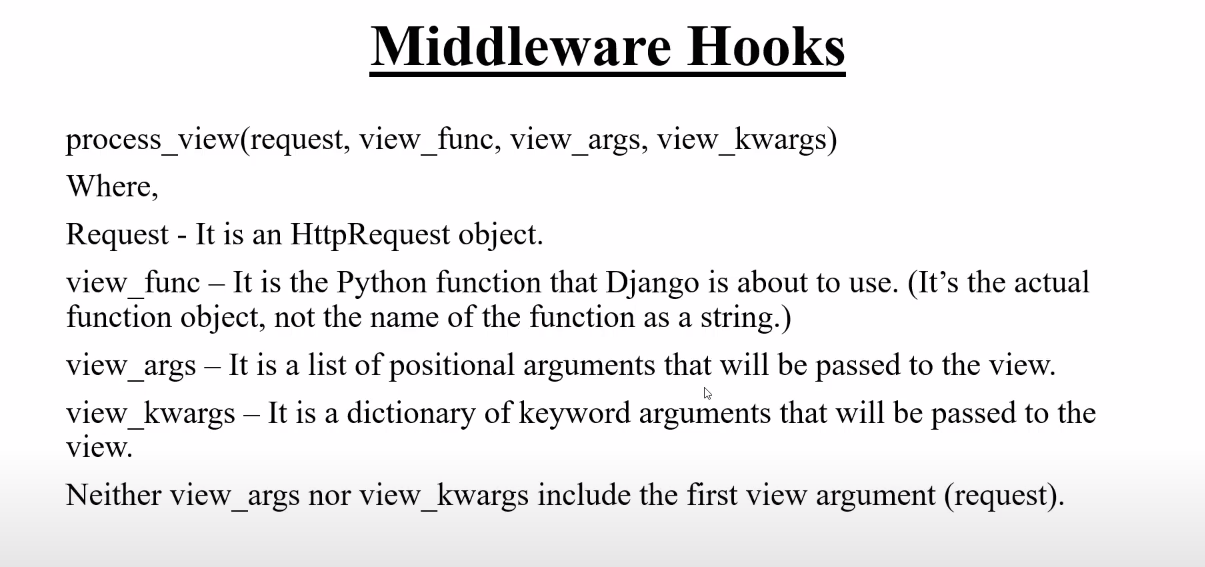 Middleware Hooks
process_view(request, view_func, view_args, view_kwargs)
Where,
Request - It is an HttpRequest object.
view_func – It is the Python function that Django is about to use. (It’s the actual
function object, not the name of the function as a string.)
view_args – It is a list of positional arguments that will be passed to the view.
view_kwargs – It is a dictionary of keyword arguments that will be passed to the
view.
Neither view_args nor view_kwargs include the first view argument (request).